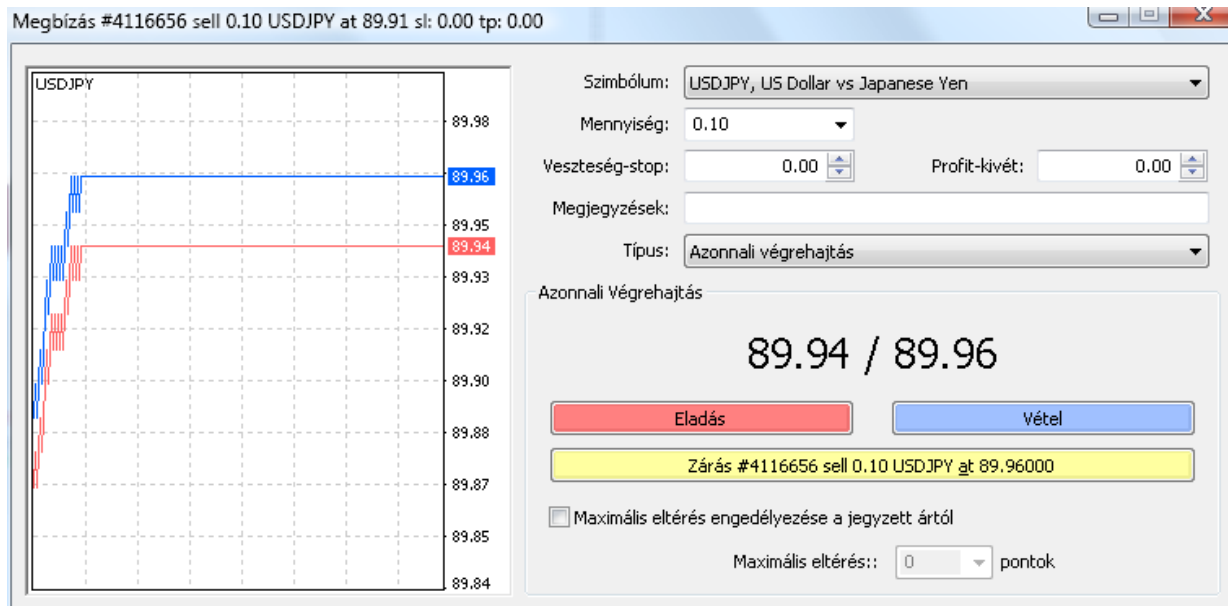 Megbízás #4116656 sell 0.10 USDJPY at 89.91 sl: 0.00 tp: 0.00
USDJPY
89.98
89.96
89.95
89.94
89.93
89.92
89.90
89.88
89.87
89.85
89.84
Szimbólum: USDJPY, US Dollar vs Japanese Yen
Mennyiség: 0.10
Veszteség-stop: 0.00 Profit-kivét: 0.00
Megjegyzések:
Típus: Azonnali végrehajtás
Azonnali Végrehajtás
89.94 / 89.96
Eladás Vétel
Zárás #4116656 sell 0.10 USDJPY at 89.96000
Maximális eltérés engedélyezése a jegyzett ártól
Maximális eltérés:: 0 pontok